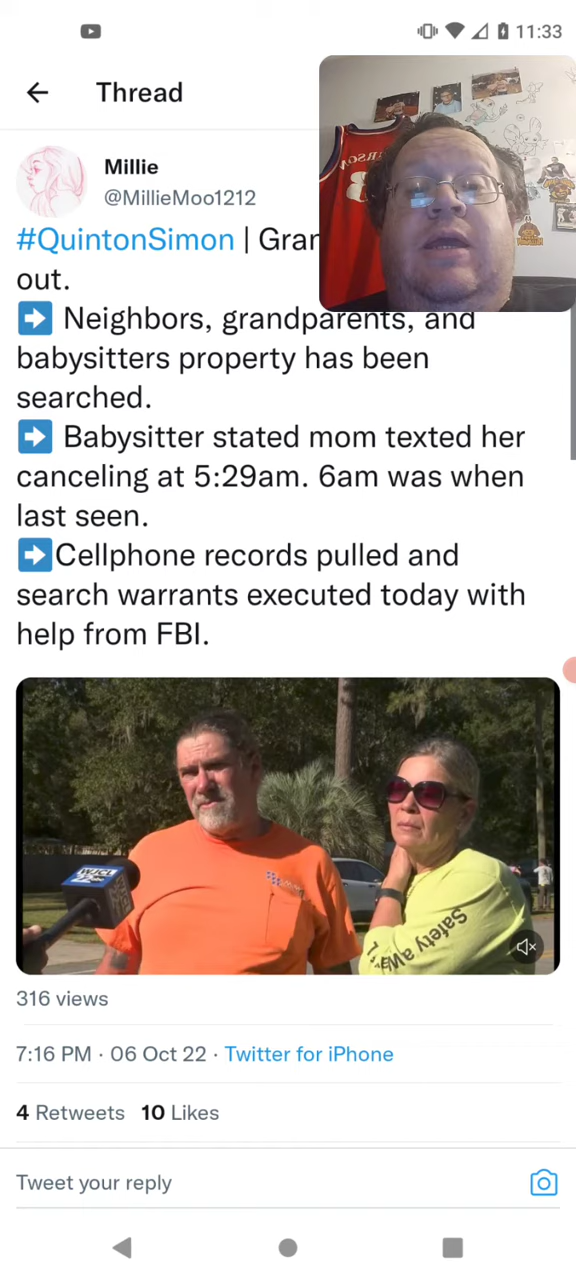 11:33
Thread
Millie
@MillieMoo1212
#QuintonSimon | Gran
out.
➡️ Neighbors, grandparents, and
babysitters property has been
searched.
➡️ Babysitter stated mom texted her
canceling at 5:29am. 6am was when
last seen.
➡️Cellphone records pulled and
search warrants executed today with
help from FBI.
WJCL
Safety
316 views
7:16 PM · 06 Oct 22 · Twitter for iPhone
4 Retweets 10 Likes
Tweet your reply